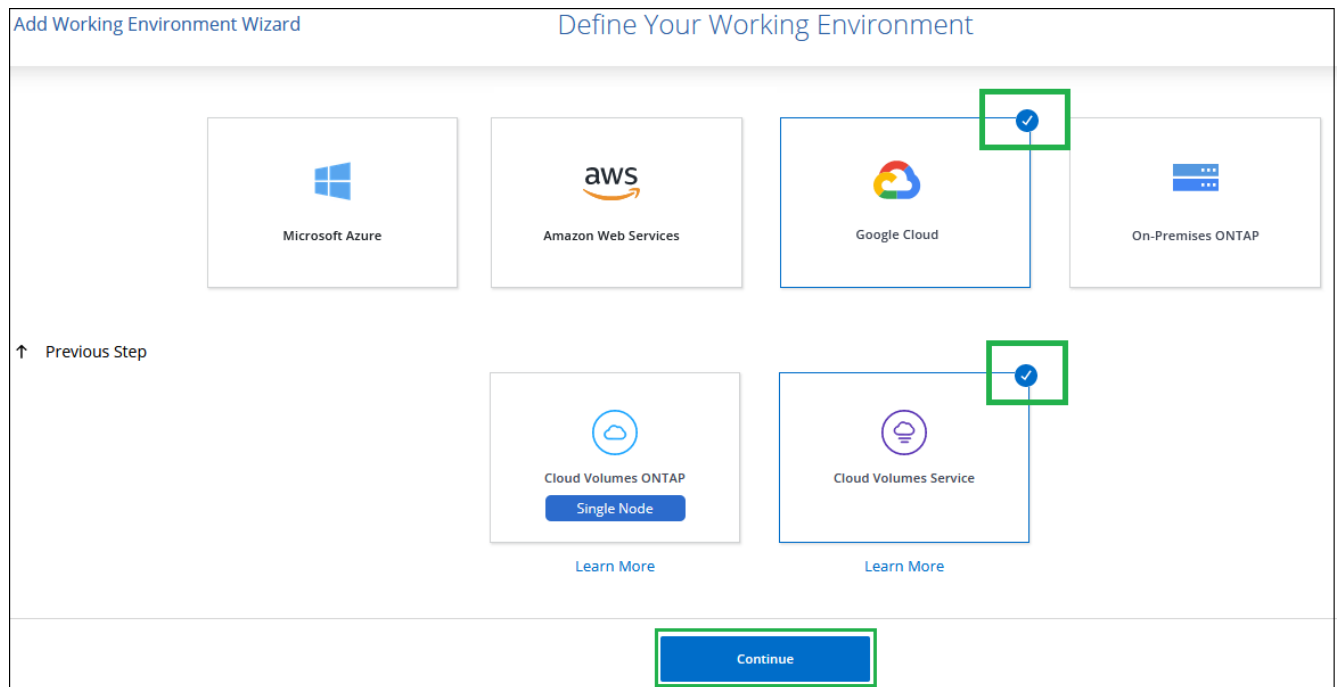 Add Working Environment Wizard
Define Your Working Environment
Microsoft Azure
aws
Amazon Web Services
Google Cloud
On-Premises ONTAP
↑ Previous Step
Cloud Volumes ONTAP
Single Node
Cloud Volumes Service
Learn More
Learn More
Continue